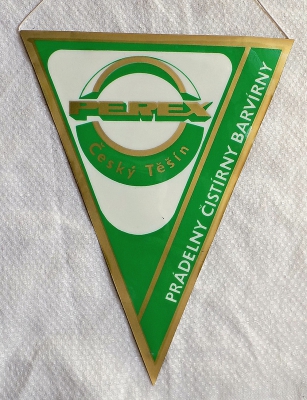 PEREX
Český Těšín
PRÁDELNY ČISTÍRNY BARVÍRNY